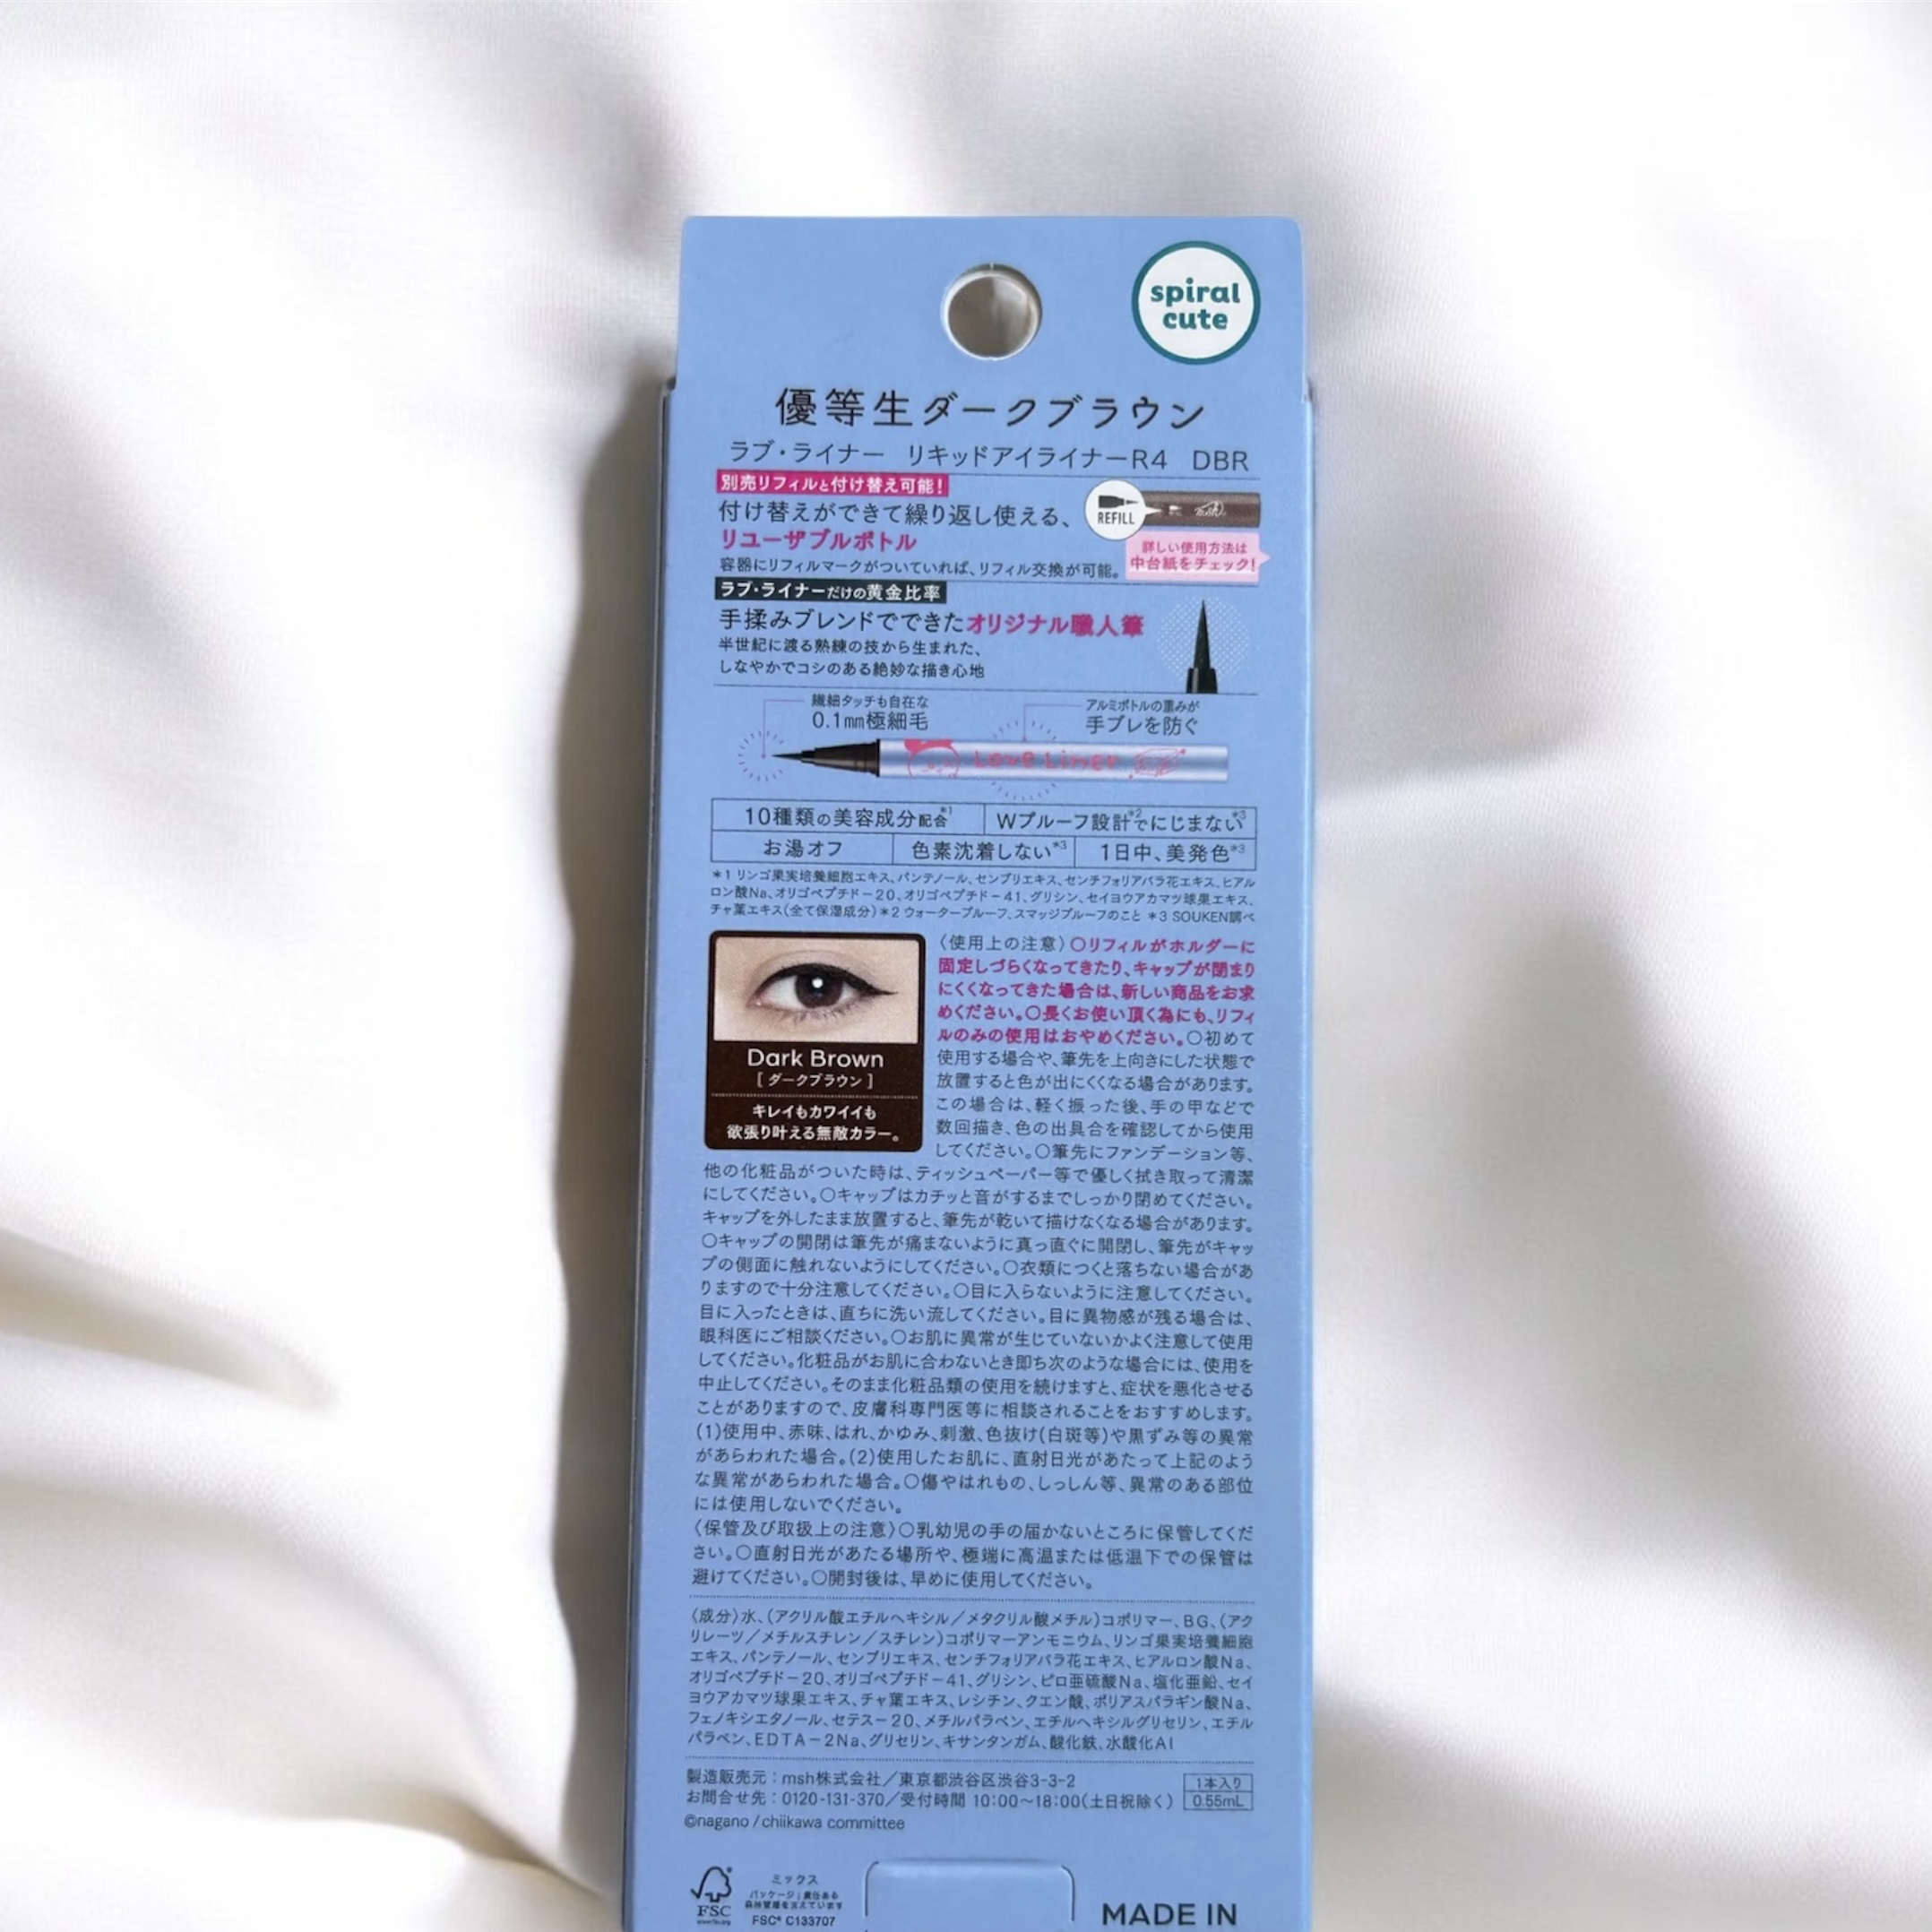 spiral
cute
優等生ダークブラウン
ラブ・ライナー リキッドアイライナーR4 DBR
別売リフィルと付け替え可能!
付け替えができて繰り返し使える、
リユーザブルボトル
容器にリフィルマークがついていれば、リフィル交換が可能。
REFILL
msh
詳しい使用方法は
中台紙をチェック!
ラブ・ライナーだけの黄金比率
手揉みブレンドでできたオリジナル職人筆
半世紀に渡る熟練の技から生まれた、
しなやかでコシのある絶妙な描き心地
繊細タッチも自在な
0.1mm極細毛
アルミボトルの重みが
手ブレを防ぐ
Love Liner
10種類の美容成分配合*1
Wプルーフ設計*2でにじまない*3
お湯オフ
色素沈着しない*3
1日中、美発色*3
*1 リンゴ果実培養細胞エキス、パンテノール、センブリエキス、センチフォリアバラ花エキス、ヒアル
ロン酸Na、オリゴペプチド-20、オリゴペプチド-41、グリシン、セイヨウアカマツ球果エキス、
チャ葉エキス(全て保湿成分)*2 ウォータープルーフ、スマッジプルーフのこと *3 SOUKEN調べ
Dark Brown
[ダークブラウン]
キレイもカワイイも
欲張り叶える無敵カラー。
〈使用上の注意〉○リフィルがホルダーに
固定しづらくなってきたり、キャップが閉まり
にくくなってきた場合は、新しい商品をお求
めください。○長くお使い頂く為にも、リフィ
ルのみの使用はおやめください。○初めて
使用する場合や、筆先を上向きにした状態で
放置すると色が出にくくなる場合があります。
この場合は、軽く振った後、手の甲などで
数回描き、色の出具合を確認してから使用
してください。○筆先にファンデーション等、
他の化粧品がついた時は、ティッシュペーパー等で優しく拭き取って清潔
にしてください。○キャップはカチッと音がするまでしっかり閉めてください。
キャップを外したまま放置すると、筆先が乾いて描けなくなる場合があります。
○キャップの開閉は筆先が痛まないように真っ直ぐに開閉し、筆先がキャッ
プの側面に触れないようにしてください。○衣類につくと落ちない場合があ
りますので十分注意してください。○目に入らないように注意してください。
目に入ったときは、直ちに洗い流してください。目に異物感が残る場合は、
眼科医にご相談ください。○お肌に異常が生じていないかよく注意して使用
してください。化粧品がお肌に合わないとき即ち次のような場合には、使用を
中止してください。そのまま化粧品類の使用を続けますと、症状を悪化させる
ことがありますので、皮膚科専門医等に相談されることをおすすめします。
(1)使用中、赤味、はれ、かゆみ、刺激、色抜け(白斑等)や黒ずみ等の異常
があらわれた場合。(2)使用したお肌に、直射日光があたって上記のよう
な異常があらわれた場合。○傷やはれもの、しっしん等、異常のある部位
には使用しないでください。
〈保管及び取扱上の注意〉○乳幼児の手の届かないところに保管してくだ
さい。○直射日光があたる場所や、極端に高温または低温下での保管は
避けてください。○開封後は、早めに使用してください。
〈成分〉水、(アクリル酸エチルヘキシル/メタクリル酸メチル)コポリマー、BG、(アク
リレーツ/メチルスチレン/スチレン)コポリマーアンモニウム、リンゴ果実培養細胞
エキス、パンテノール、センブリエキス、センチフォリアバラ花エキス、ヒアルロン酸Na、
オリゴペプチド-20、オリゴペプチド-41、グリシン、ピロ亜硫酸Na、塩化亜鉛、セイ
ヨウアカマツ球果エキス、チャ葉エキス、レシチン、クエン酸、ポリアスパラギン酸Na、
フェノキシエタノール、セテス-20、メチルパラベン、エチルヘキシルグリセリン、エチル
パラベン、EDTA-2Na、グリセリン、キサンタンガム、酸化鉄、水酸化Al
製造販売元:msh株式会社/東京都渋谷区渋谷3-3-2
お問合せ先:0120-131-370/受付時間 10:00〜18:00(土日祝除く)
1本入り
0.55mL
©nagano / chiikawa committee
FSC
www.fsc.org
ミックス
パッケージ|責任ある
森林管理を支えています
FSC® C133707
MADE IN